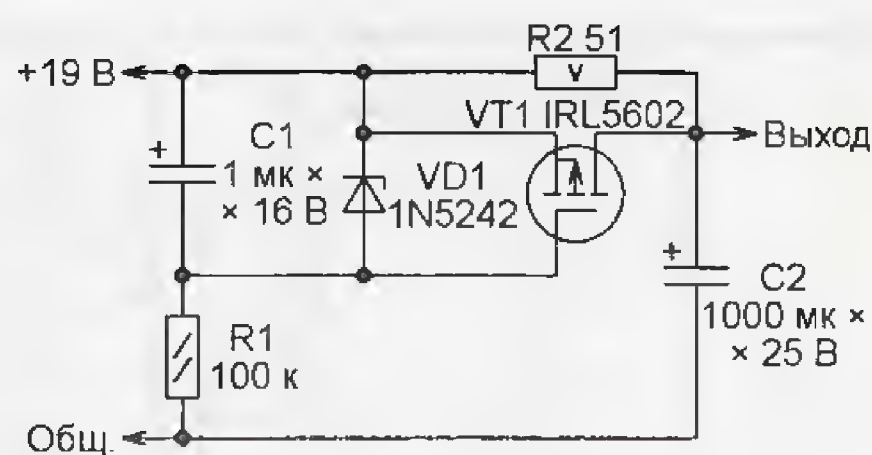 R2 51
+19 В
V
VT1 IRL5602
Выход
C1
1 мк ×
× 16 В
VD1
1N5242
C2
1000 мк ×
× 25 В
R1
100 к
Общ.